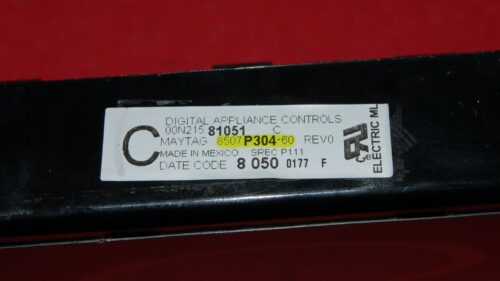 C
DIGITAL APPLIANCE CONTROLS
00N215 81051 C
MAYTAG 8507P304-60 REV0
MADE IN MEXICO SPEC P111
DATE CODE 8 050 0177 F
ELECTRIC ML